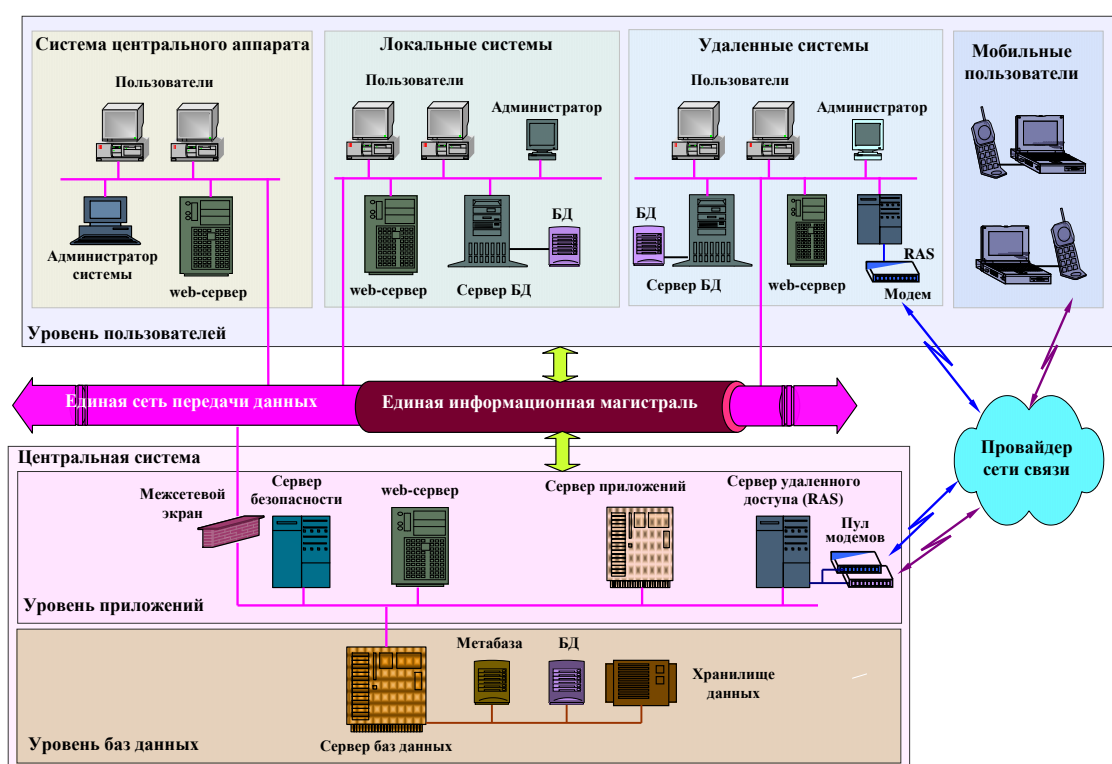 Система центрального аппарата
Пользователи
Администратор
системы
web-сервер
Локальные системы
Пользователи
Администратор
БД
web-сервер
Сервер БД
Удаленные системы
Пользователи
Администратор
БД
Сервер БД
web-сервер
RAS
Модем
Мобильные
пользователи
Уровень пользователей
Единая сеть передачи данных
Единая информационная магистраль
Провайдер
сети связи
Центральная система
Межсетевой
экран
Сервер
безопасности
web-сервер
Сервер приложений
Сервер удаленного
доступа (RAS)
Пул
модемов
Уровень приложений
Метабаза
БД
Хранилище
данных
Сервер баз данных
Уровень баз данных